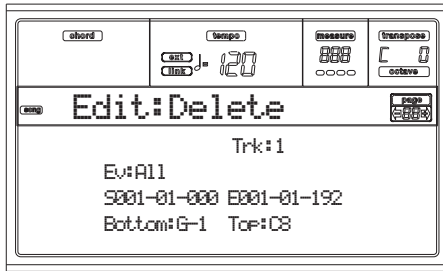 chord tempo measure transpose
ext link ♩= 120 888 C 0
octave
song Edit:Delete page 88
Trk:1
Ev:All
S001-01-000 E001-01-192
Bottom:G-1 Top:C8